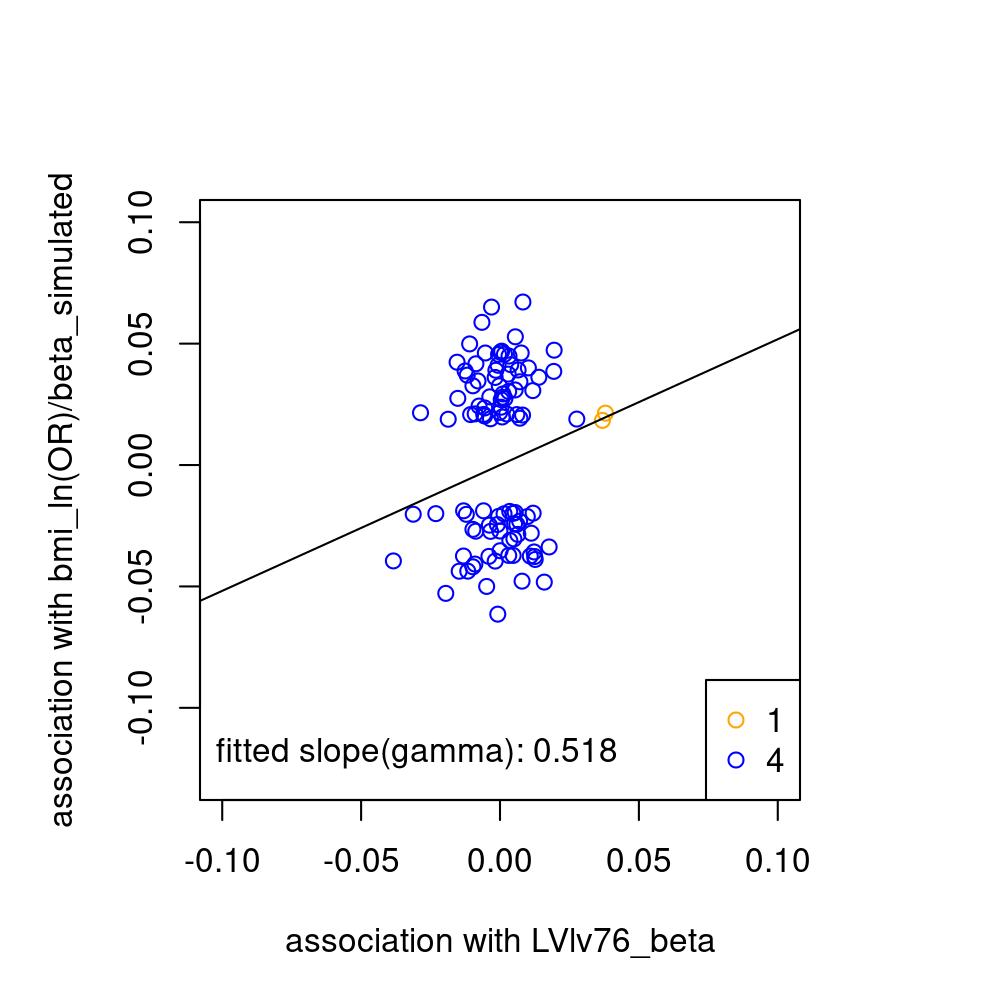 association with bmi_ln(OR)/beta_simulated
0.10
0.05
0.00
-0.05
-0.10
fitted slope(gamma): 0.518
1
4
-0.10 -0.05 0.00 0.05 0.10
association with LVlv76_beta